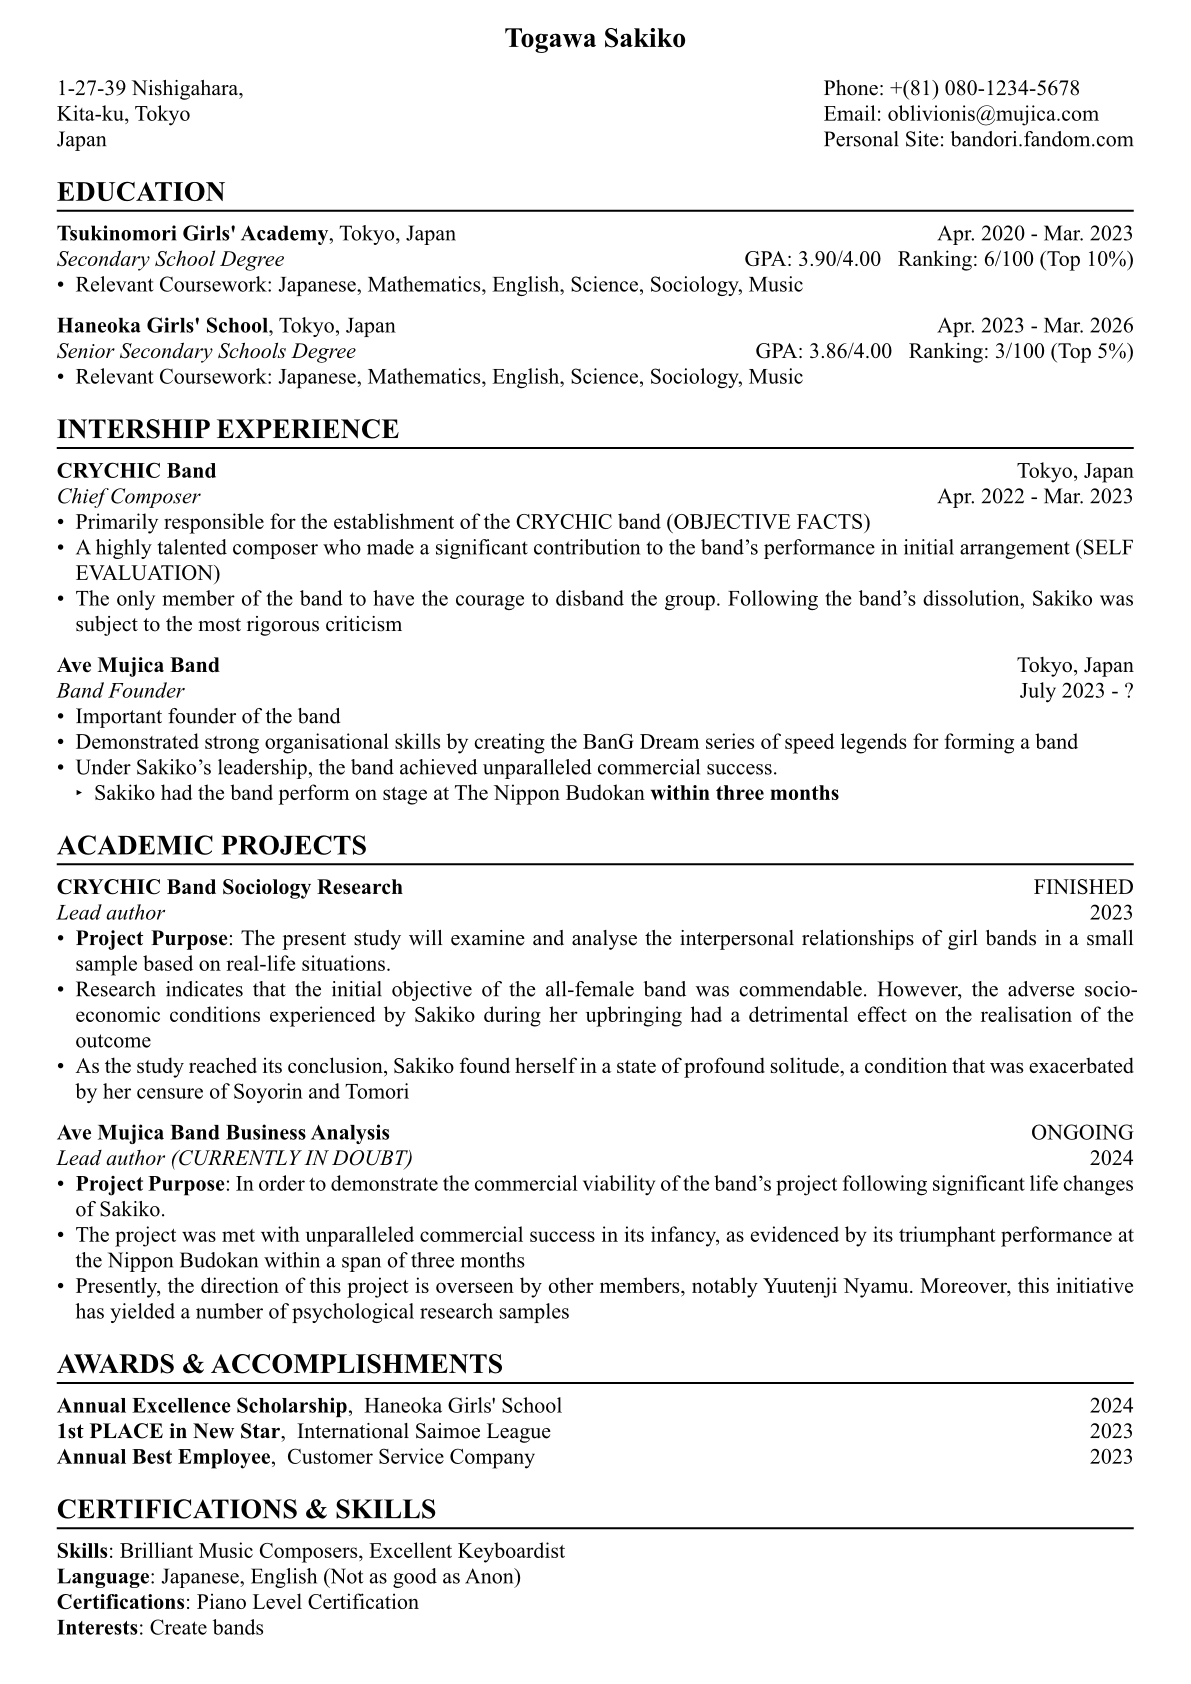 Togawa Sakiko
1-27-39 Nishigahara,
Kita-ku, Tokyo
Japan
Phone: +(81) 080-1234-5678
Email: oblivionis@mujica.com
Personal Site: bandori.fandom.com
EDUCATION
Tsukinomori Girls' Academy, Tokyo, Japan Apr. 2020 - Mar. 2023
Secondary School Degree GPA: 3.90/4.00 Ranking: 6/100 (Top 10%)
• Relevant Coursework: Japanese, Mathematics, English, Science, Sociology, Music
Haneoka Girls' School, Tokyo, Japan Apr. 2023 - Mar. 2026
Senior Secondary Schools Degree GPA: 3.86/4.00 Ranking: 3/100 (Top 5%)
• Relevant Coursework: Japanese, Mathematics, English, Science, Sociology, Music
INTERSHIP EXPERIENCE
CRYCHIC Band Tokyo, Japan
Chief Composer Apr. 2022 - Mar. 2023
• Primarily responsible for the establishment of the CRYCHIC band (OBJECTIVE FACTS)
• A highly talented composer who made a significant contribution to the band’s performance in initial arrangement (SELF
EVALUATION)
• The only member of the band to have the courage to disband the group. Following the band’s dissolution, Sakiko was
subject to the most rigorous criticism
Ave Mujica Band Tokyo, Japan
Band Founder July 2023 - ?
• Important founder of the band
• Demonstrated strong organisational skills by creating the BanG Dream series of speed legends for forming a band
• Under Sakiko’s leadership, the band achieved unparalleled commercial success.
‣ Sakiko had the band perform on stage at The Nippon Budokan within three months
ACADEMIC PROJECTS
CRYCHIC Band Sociology Research FINISHED
Lead author 2023
• Project Purpose: The present study will examine and analyse the interpersonal relationships of girl bands in a small
sample based on real-life situations.
• Research indicates that the initial objective of the all-female band was commendable. However, the adverse socio-
economic conditions experienced by Sakiko during her upbringing had a detrimental effect on the realisation of the
outcome
• As the study reached its conclusion, Sakiko found herself in a state of profound solitude, a condition that was exacerbated
by her censure of Soyorin and Tomori
Ave Mujica Band Business Analysis ONGOING
Lead author (CURRENTLY IN DOUBT) 2024
• Project Purpose: In order to demonstrate the commercial viability of the band’s project following significant life changes
of Sakiko.
• The project was met with unparalleled commercial success in its infancy, as evidenced by its triumphant performance at
the Nippon Budokan within a span of three months
• Presently, the direction of this project is overseen by other members, notably Yuutenji Nyamu. Moreover, this initiative
has yielded a number of psychological research samples
AWARDS & ACCOMPLISHMENTS
Annual Excellence Scholarship, Haneoka Girls' School 2024
1st PLACE in New Star, International Saimoe League 2023
Annual Best Employee, Customer Service Company 2023
CERTIFICATIONS & SKILLS
Skills: Brilliant Music Composers, Excellent Keyboardist
Language: Japanese, English (Not as good as Anon)
Certifications: Piano Level Certification
Interests: Create bands